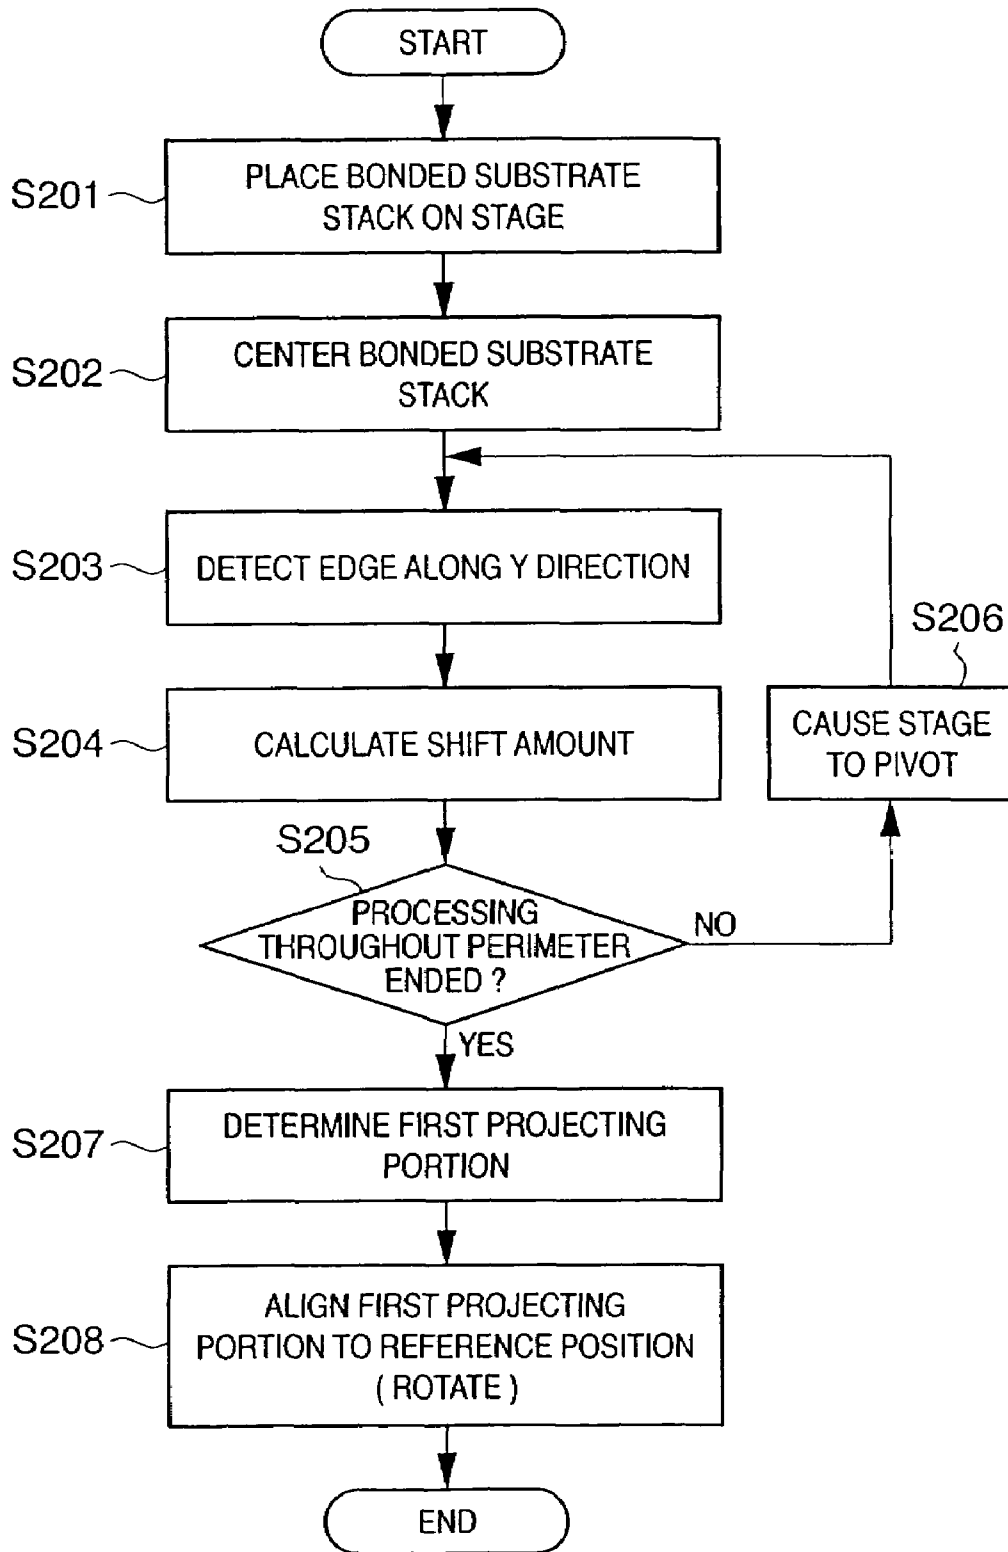 START
S201
PLACE BONDED SUBSTRATE
STACK ON STAGE
S202
CENTER BONDED SUBSTRATE
STACK
S203
DETECT EDGE ALONG Y DIRECTION
S206
CAUSE STAGE
TO PIVOT
S204
CALCULATE SHIFT AMOUNT
S205
PROCESSING
THROUGHOUT PERIMETER
ENDED ?
NO
YES
S207
DETERMINE FIRST PROJECTING
PORTION
S208
ALIGN FIRST PROJECTING
PORTION TO REFERENCE POSITION
( ROTATE )
END